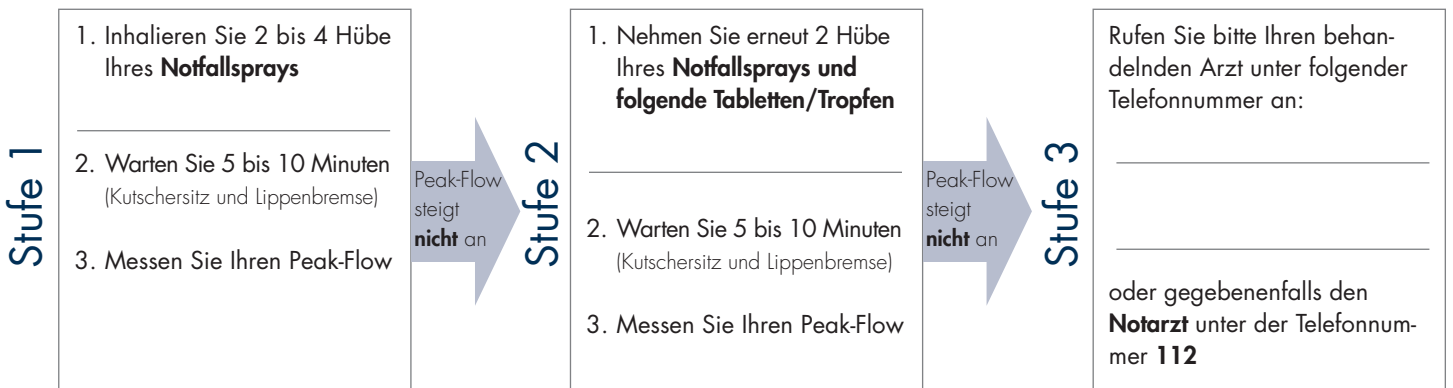 Stufe 1
1. Inhalieren Sie 2 bis 4 Hübe
Ihres Notfallsprays
2. Warten Sie 5 bis 10 Minuten
(Kutschersitz und Lippenbremse)
3. Messen Sie Ihren Peak-Flow
Peak-Flow
steigt
nicht an
Stufe 2
1. Nehmen Sie erneut 2 Hübe
Ihres Notfallsprays und
folgende Tabletten/Tropfen
2. Warten Sie 5 bis 10 Minuten
(Kutschersitz und Lippenbremse)
3. Messen Sie Ihren Peak-Flow
Peak-Flow
steigt
nicht an
Stufe 3
Rufen Sie bitte Ihren behan-
delnden Arzt unter folgender
Telefonnummer an:
oder gegebenenfalls den
Notarzt unter der Telefonnum-
mer 112